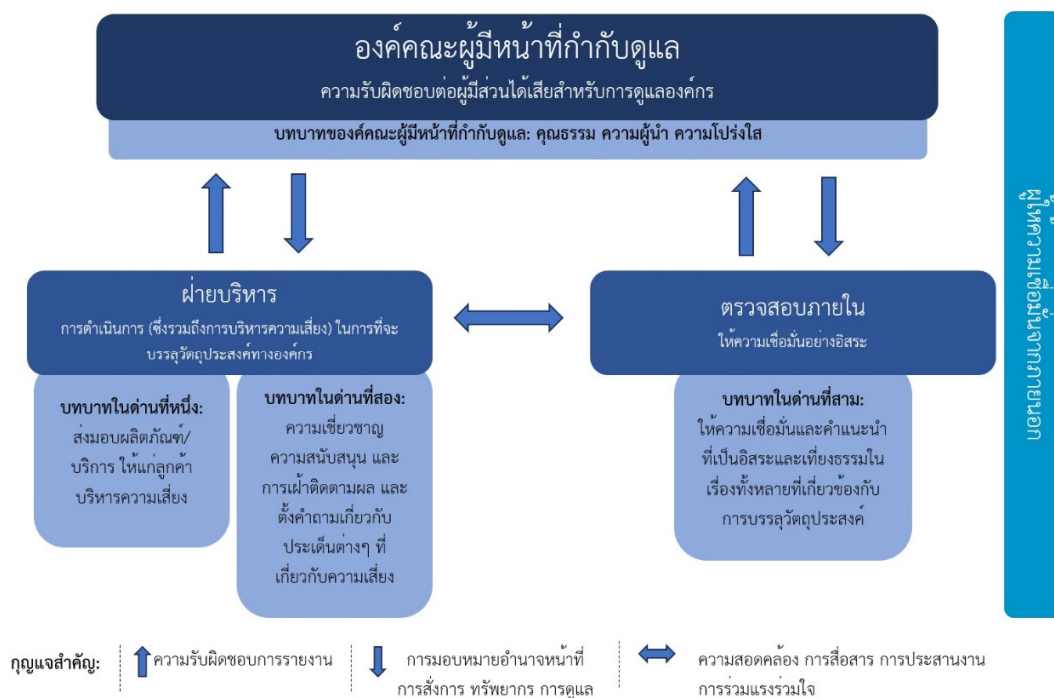 องค์คณะผู้มีหน้าที่กำกับดูแล
ความรับผิดชอบต่อผู้มีส่วนได้เสียสำหรับการดูแลองค์กร
บทบาทขององค์คณะผู้มีหน้าที่กำกับดูแล: คุณธรรม ความผู้นำ ความโปร่งใส
ฝ่ายบริหาร
การดำเนินการ (ซึ่งรวมถึงการบริหารความเสี่ยง) ในการที่จะ
บรรลุวัตถุประสงค์ทางองค์กร
บทบาทในด่านที่หนึ่ง:
ส่งมอบผลิตภัณฑ์/
บริการ ให้แก่ลูกค้า
บริหารความเสี่ยง
บทบาทในด่านที่สอง:
ความเชี่ยวชาญ
ความสนับสนุน และ
การเฝ้าติดตามผล และ
ตั้งคำถามเกี่ยวกับ
ประเด็นต่างๆ ที่
เกี่ยวกับความเสี่ยง
ตรวจสอบภายใน
ให้ความเชื่อมั่นอย่างอิสระ
บทบาทในด่านที่สาม:
ให้ความเชื่อมั่นและคำแนะนำ
ที่เป็นอิสระและเที่ยงธรรมใน
เรื่องทั้งหลายที่เกี่ยวข้องกับ
การบรรลุวัตถุประสงค์
ผู้ให้ความเชื่อมั่นจากภายนอก
กุญแจสำคัญ:
ความรับผิดชอบการรายงาน
การมอบหมายอำนาจหน้าที่
การสั่งการ ทรัพยากร การดูแล
ความสอดคล้อง การสื่อสาร การประสานงาน
การร่วมแรงร่วมใจ